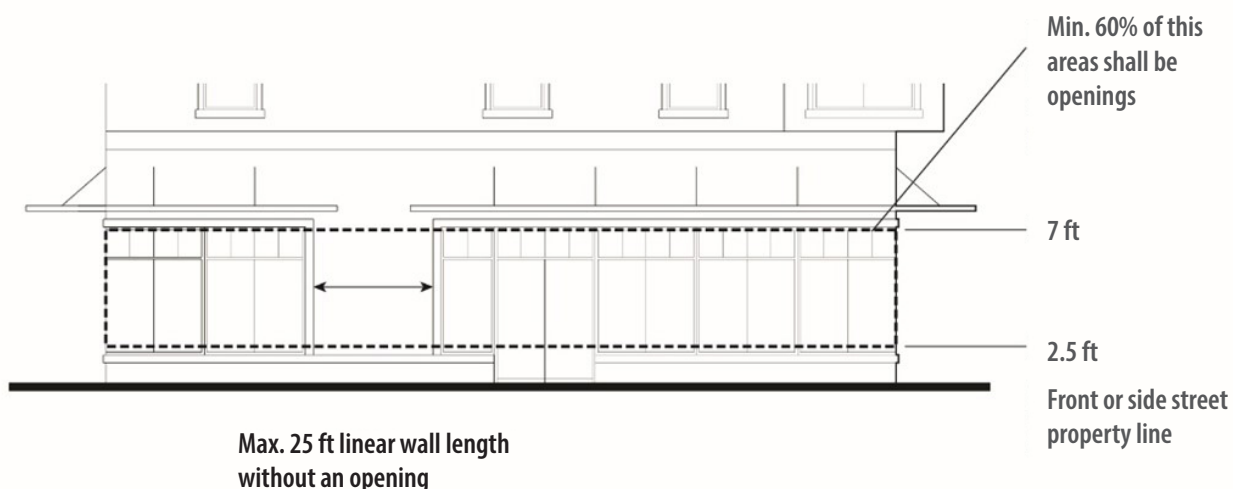 Min. 60% of this
areas shall be
openings
7 ft
2.5 ft
Front or side street
property line
Max. 25 ft linear wall length
without an opening